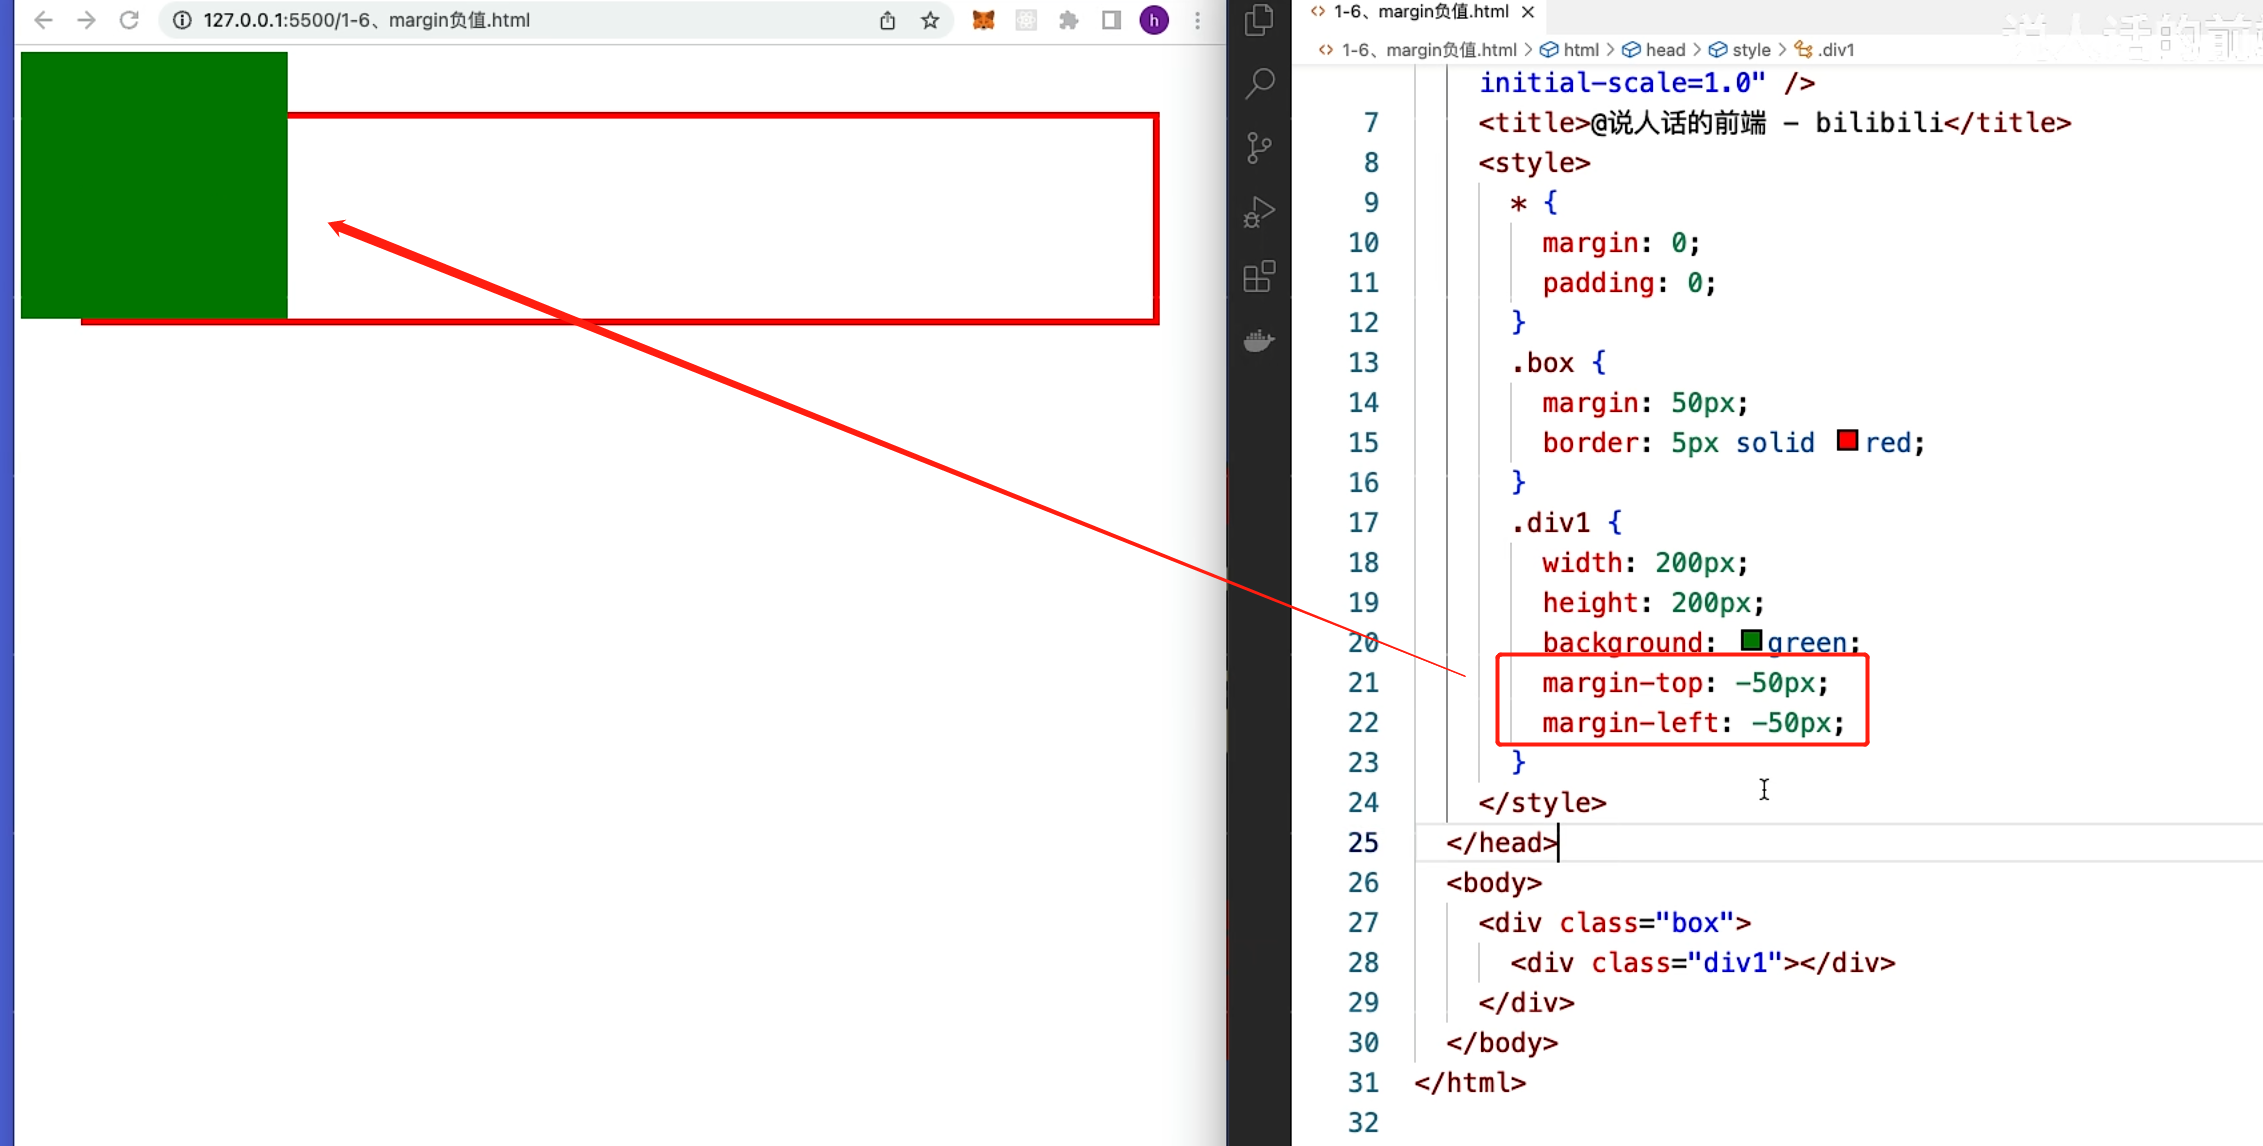 127.0.0.1:5500/1-6、margin负值.html
h
1-6、margin负值.html
说人话的前
1-6、margin负值.html > html > head > style > .div1
initial-scale=1.0" />
7 <title>@说人话的前端 - bilibili</title>
8 <style>
9 * {
10 margin: 0;
11 padding: 0;
12 }
13 .box {
14 margin: 50px;
15 border: 5px solid red;
16 }
17 .div1 {
18 width: 200px;
19 height: 200px;
20 background: green;
21 margin-top: -50px;
22 margin-left: -50px;
23 }
24 </style>
25 </head>
26 <body>
27 <div class="box">
28 <div class="div1"></div>
29 </div>
30 </body>
31 </html>
32